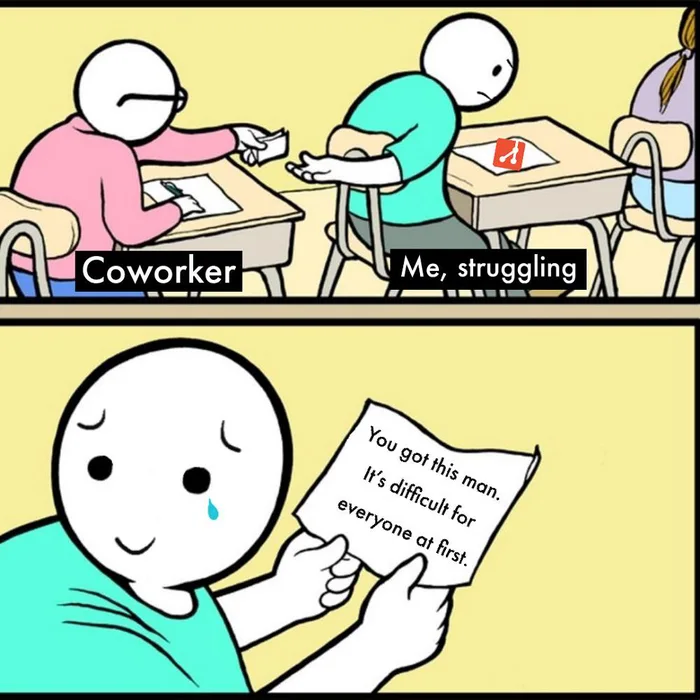 Coworker
Me, struggling
You got this man.
It's difficult for
everyone at first.